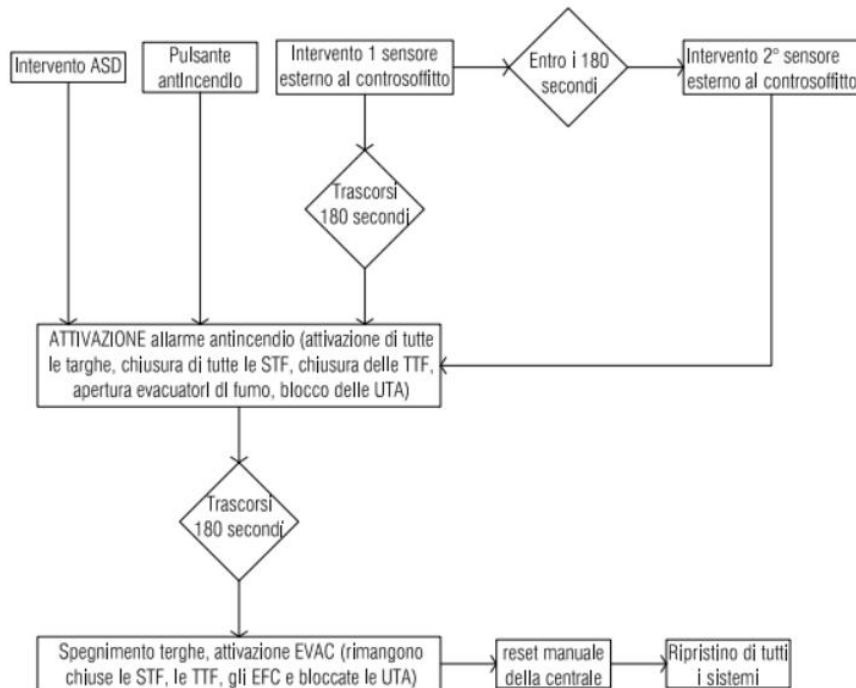 Intervento ASD
Pulsante
antincendio
Intervento 1 sensore
esterno al controsoffitto
Entro i 180
secondi
Intervento 2° sensore
esterno al controsoffitto
Trascorsi
180 secondi
ATTIVAZIONE allarme antincendio (attivazione di tutte
le targhe, chiusura di tutte le STF, chiusura delle TTF,
apertura evacuatori di fumo, blocco delle UTA)
Trascorsi
180 secondi
Spegnimento terghe, attivazione EVAC (rimangono
chiuse le STF, le TTF, gli EFC e bloccate le UTA)
reset manuale
della centrale
Ripristino di tutti
i sistemi